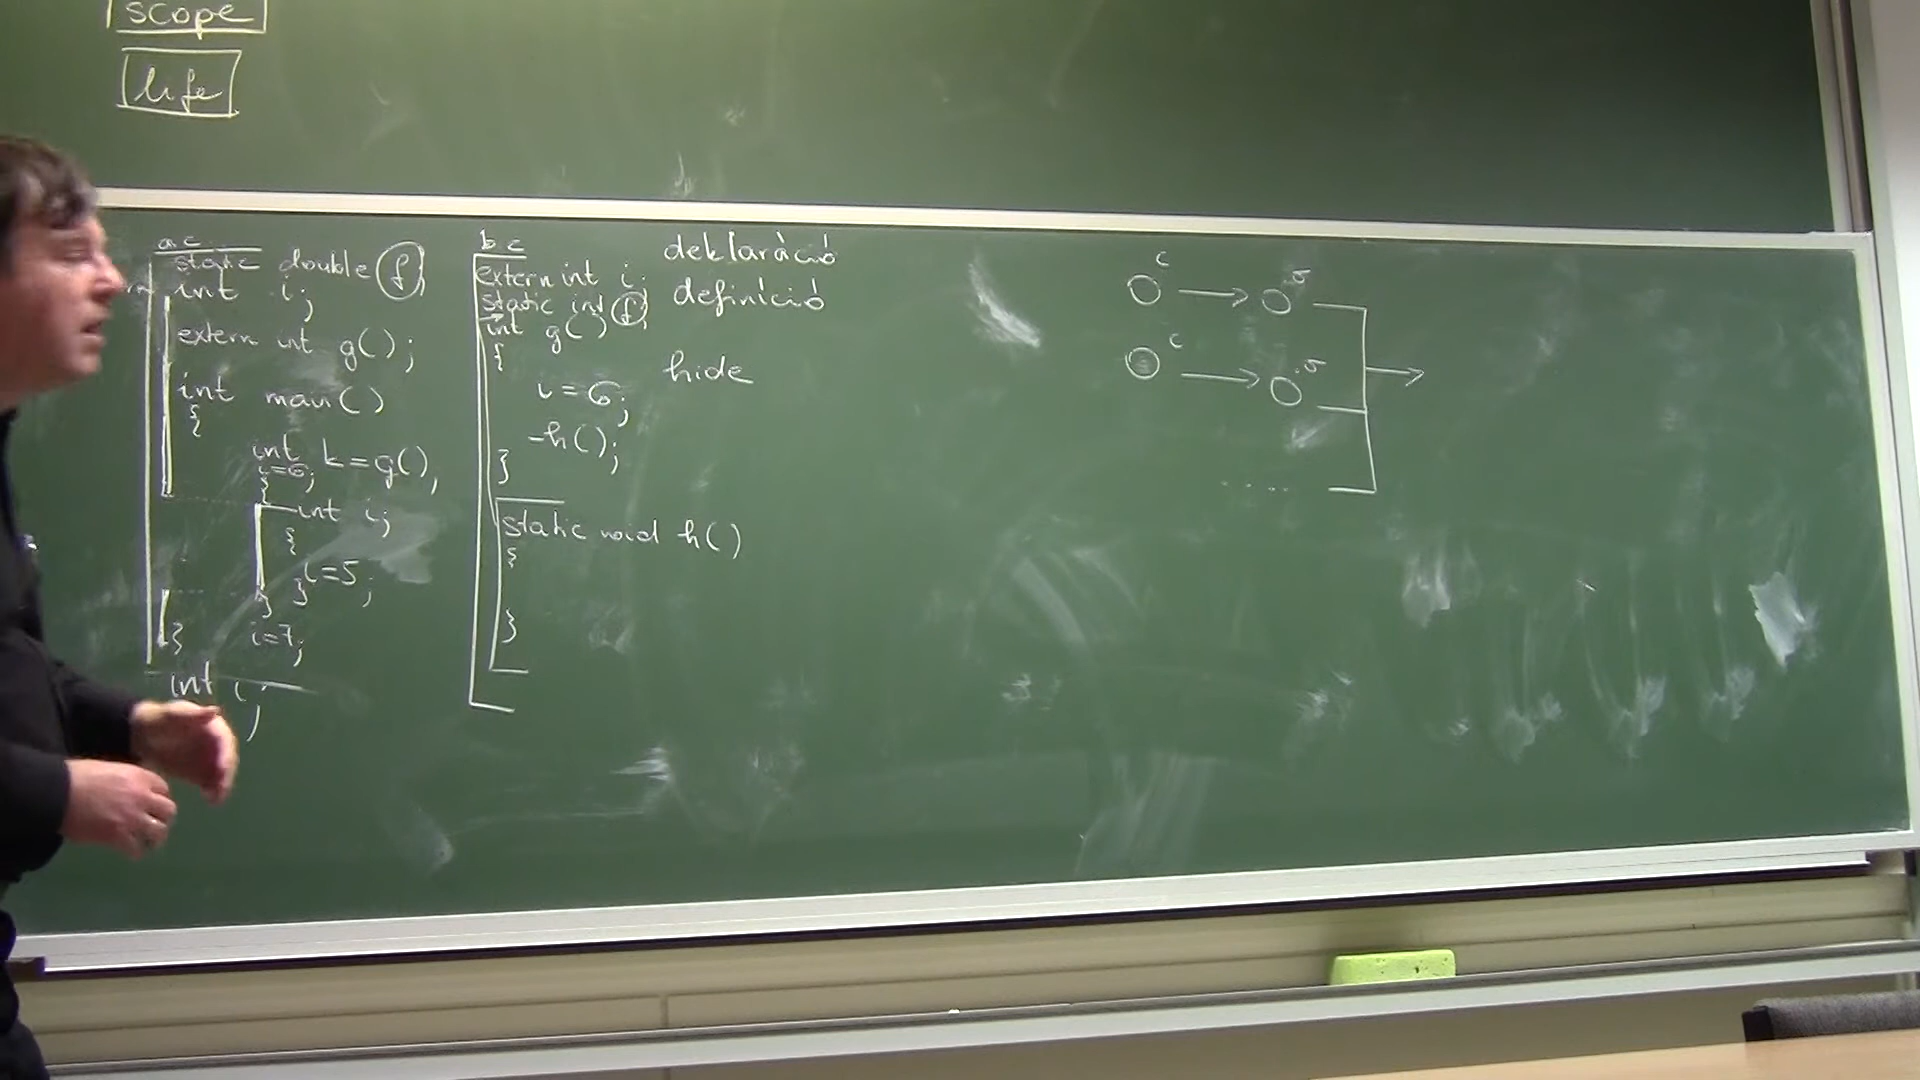 scope
life
a.c
static double f;
int i;
extern int g();
int main()
{
int k=g();
i=6;
{
int i;
{
i=5;
}
}
i=7;
}
int i;
b.c
extern int i;
static int f;
int g()
{
i=6;
h();
}
static void h()
{
}
deklaráció
definíció
hide
c
.o
c
.o
.....